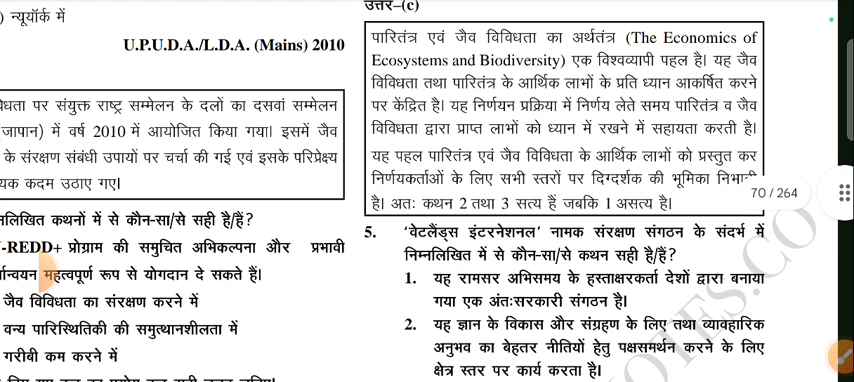 ) न्यूयॉर्क में
U.P.U.D.A./L.D.A. (Mains) 2010
पर संयुक्त राष्ट्र सम्मेलन के दलों का दसवां सम्मेलन
जापान) में वर्ष 2010 में आयोजित किया गया। इसमें जैव
के संरक्षण संबंधी उपायों पर चर्चा की गई एवं इसके परिप्रेक्ष्य
कदम उठाए गए।
कथनों में से कौन-सा/से सही है/हैं?
-REDD+ प्रोग्राम की समुचित अभिकल्पना और प्रभावी
महत्वपूर्ण रूप से योगदान दे सकते हैं।
जैव विविधता का संरक्षण करने में
वन्य पारिस्थितिकी की समुत्थानशीलता में
गरीबी कम करने में
उत्तर–(c)
पारितंत्र एवं जैव विविधता का अर्थतंत्र (The Economics of
Ecosystems and Biodiversity) एक विश्वव्यापी पहल है। यह जैव
विविधता तथा पारितंत्र के आर्थिक लाभों के प्रति ध्यान आकर्षित करने
पर केंद्रित है। यह निर्णयन प्रक्रिया में निर्णय लेते समय पारितंत्र व जैव
विविधता द्वारा प्राप्त लाभों को ध्यान में रखने में सहायता करती है।
यह पहल पारितंत्र एवं जैव विविधता के आर्थिक लाभों को प्रस्तुत कर
निर्णयकर्ताओं के लिए सभी स्तरों पर दिग्दर्शक की भूमिका
है। अतः कथन 2 तथा 3 सत्य हैं जबकि 1 असत्य है।
70 / 264
5. 'वेटलैंड्स इंटरनेशनल' नामक संरक्षण संगठन के संदर्भ में
निम्नलिखित में से कौन-सा/से कथन सही है/हैं?
1. यह रामसर अभिसमय के हस्ताक्षरकर्ता देशों द्वारा बनाया
गया एक अंतःसरकारी संगठन है।
2. यह ज्ञान के विकास और संग्रहण के लिए तथा व्यावहारिक
अनुभव का बेहतर नीतियों हेतु पक्षसमर्थन करने के लिए
क्षेत्र स्तर पर कार्य करता है।